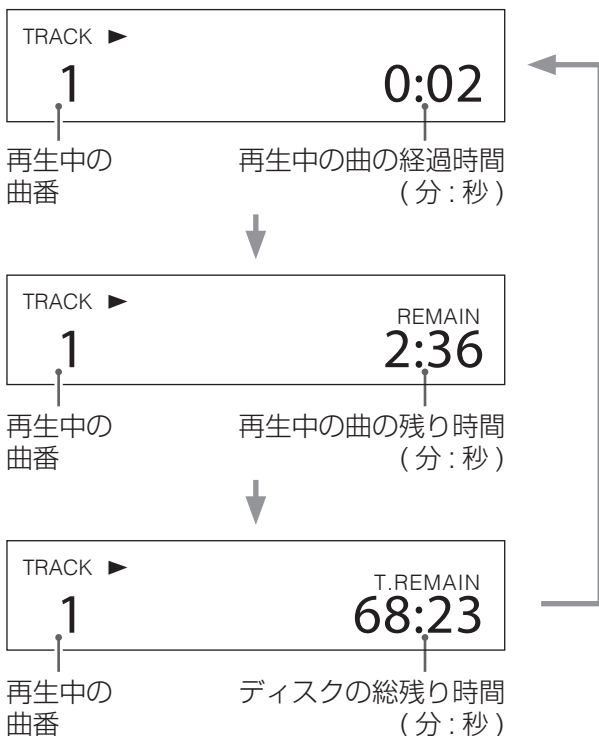 TRACK ►
1 0:02
再生中の 再生中の曲の経過時間
曲番 (分:秒)
TRACK ►
REMAIN
1 2:36
再生中の 再生中の曲の残り時間
曲番 (分:秒)
TRACK ►
T.REMAIN
1 68:23
再生中の ディスクの総残り時間
曲番 (分:秒)